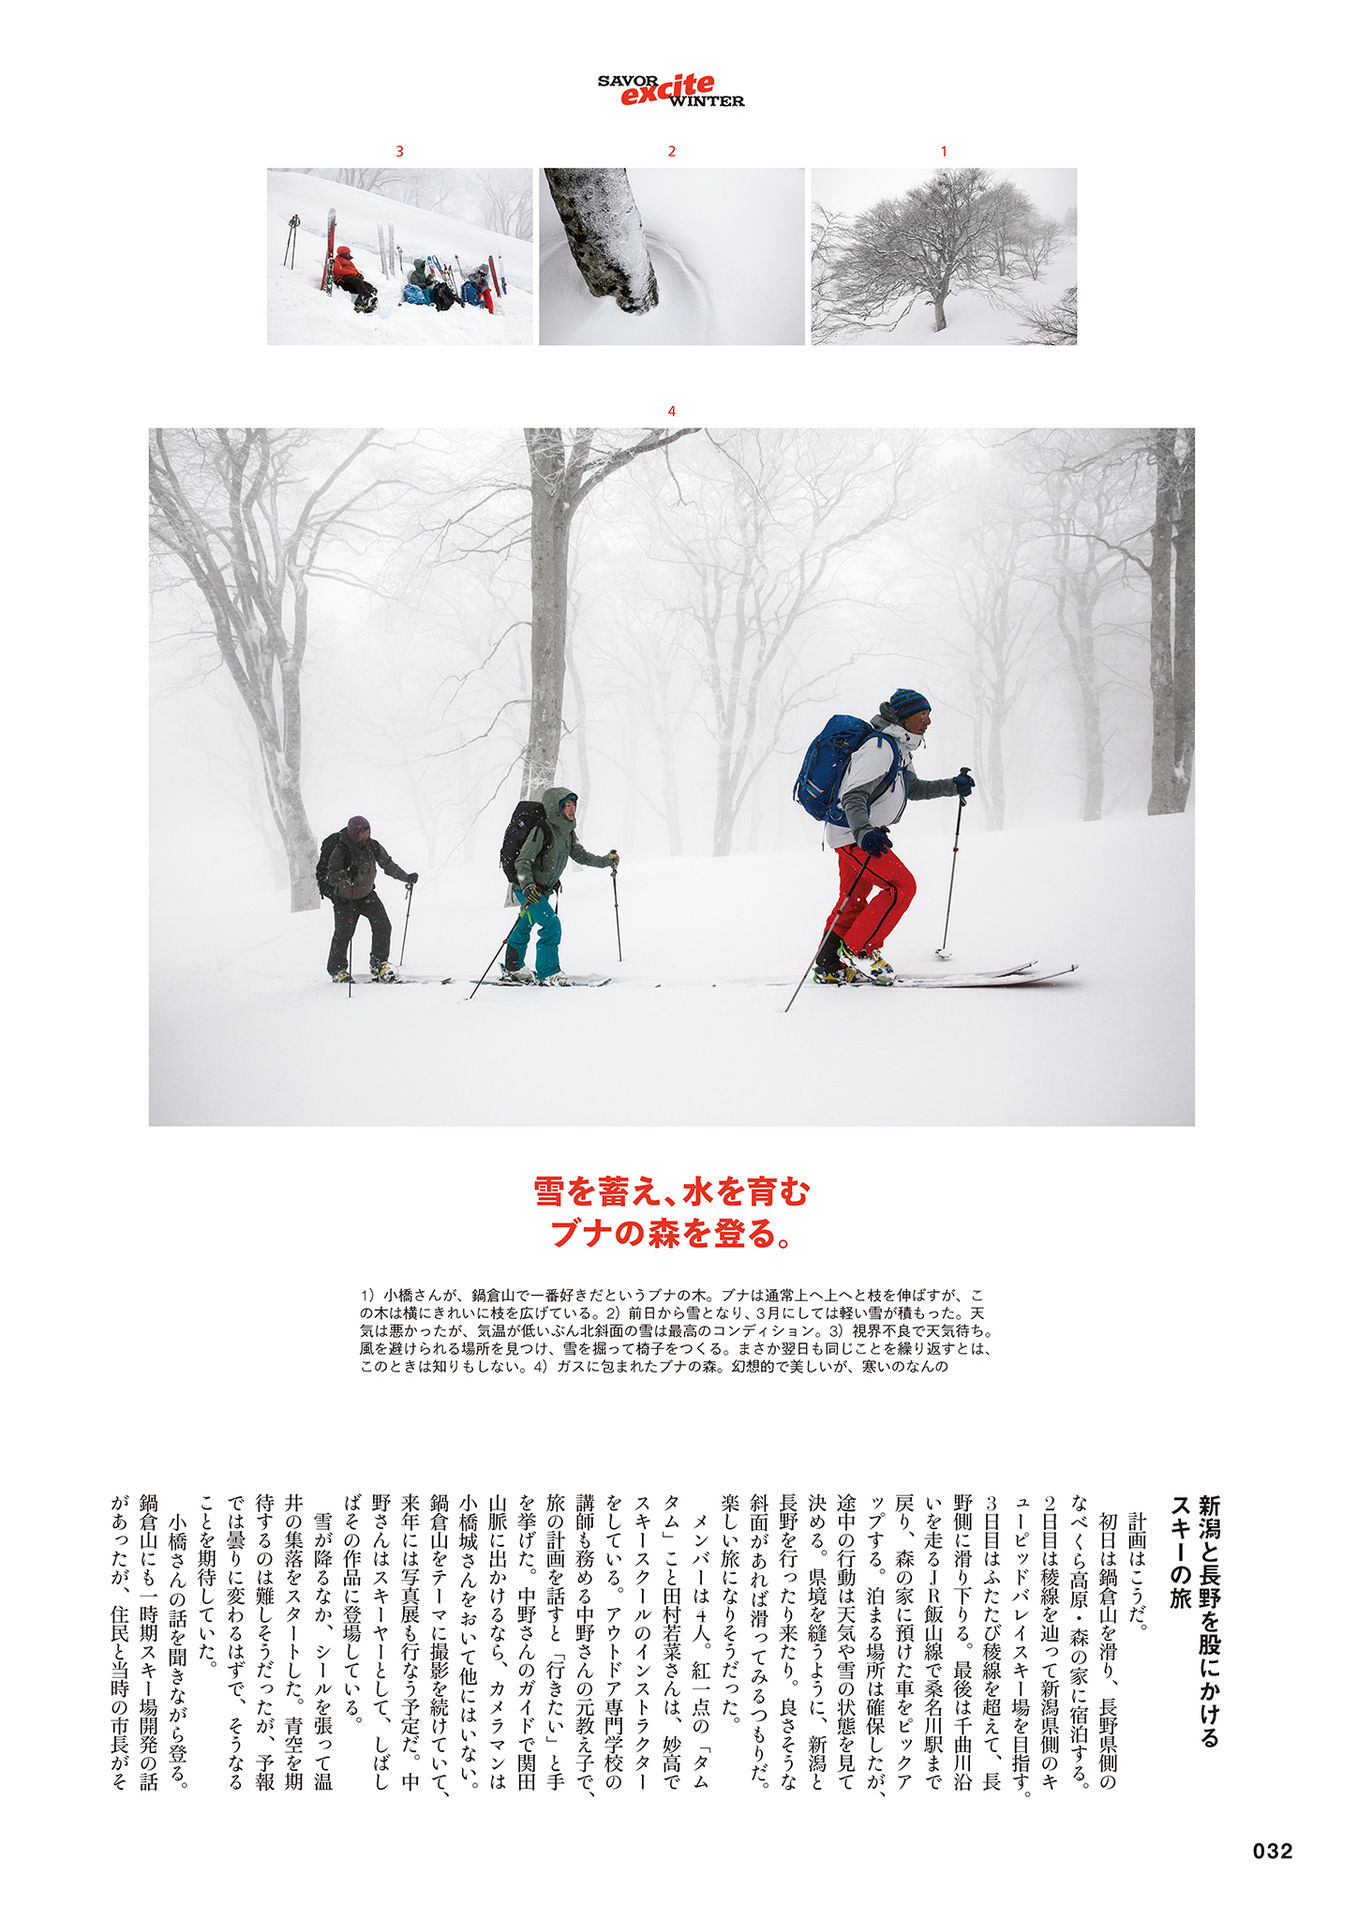 SAVOR
excite
WINTER
1
2
3
4
雪を蓄え、水を育む
ブナの森を登る。
1）小橋さんが、鍋倉山で一番好きだというブナの木。ブナは通常上へ上へと枝を伸ばすが、こ
の木は横にきれいに枝を広げている。2）前日から雪となり、3月にしては軽い雪が積もった。天
気は悪かったが、気温が低いぶん北斜面の雪は最高のコンディション。3）視界不良で天気待ち。
風を避けられる場所を見つけ、雪を掘って椅子をつくる。まさか翌日も同じことを繰り返すとは、
このときは知りもしない。4）ガスに包まれたブナの森。幻想的で美しいが、寒いのなんの
新潟と長野を股にかける
スキーの旅
計画はこうだ。
初日は鍋倉山を滑り、長野県側の
なべくら高原・森の家に宿泊する。
2日目は稜線を辿って新潟県側のキ
ューピッドバレイスキー場を目指す。
3日目はふたたび稜線を超えて、長
野側に滑り下りる。最後は千曲川沿
いを走るJR飯山線で桑名川駅まで
戻り、森の家に預けた車をピックア
ップする。泊まる場所は確保したが、
途中の行動は天気や雪の状態を見て
決める。県境を縫うように、新潟と
長野を行ったり来たり。良さそうな
斜面があれば滑ってみるつもりだ。
楽しい旅になりそうだった。
メンバーは4人。紅一点の「タム
タム」こと田村若菜さんは、妙高で
スキースクールのインストラクター
をしている。アウトドア専門学校の
講師も務める中野さんの元教え子で、
旅の計画を話すと「行きたい」と手
を挙げた。中野さんのガイドで関田
山脈に出かけるなら、カメラマンは
小橋城さんをおいて他にはいない。
鍋倉山をテーマに撮影を続けていて、
来年には写真展も行なう予定だ。中
野さんはスキーヤーとして、しばし
ばその作品に登場している。
雪が降るなか、シールを張って温
井の集落をスタートした。青空を期
待するのは難しそうだったが、予報
では曇りに変わるはずで、そうなる
ことを期待していた。
小橋さんの話を聞きながら登る。
鍋倉山にも一時期スキー場開発の話
があったが、住民と当時の市長がそ
032